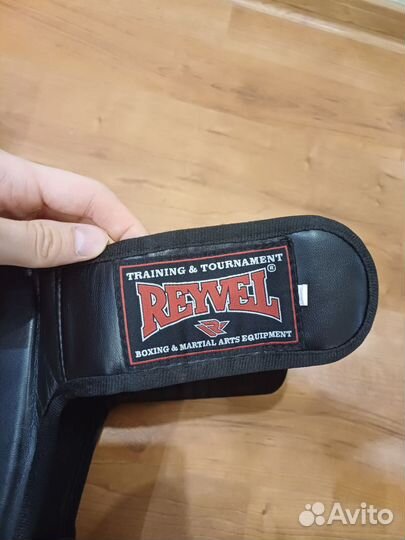 TRAINING & TOURNAMENT
REYVEL®
BOXING & MARTIAL ARTS EQUIPMENT
Avito